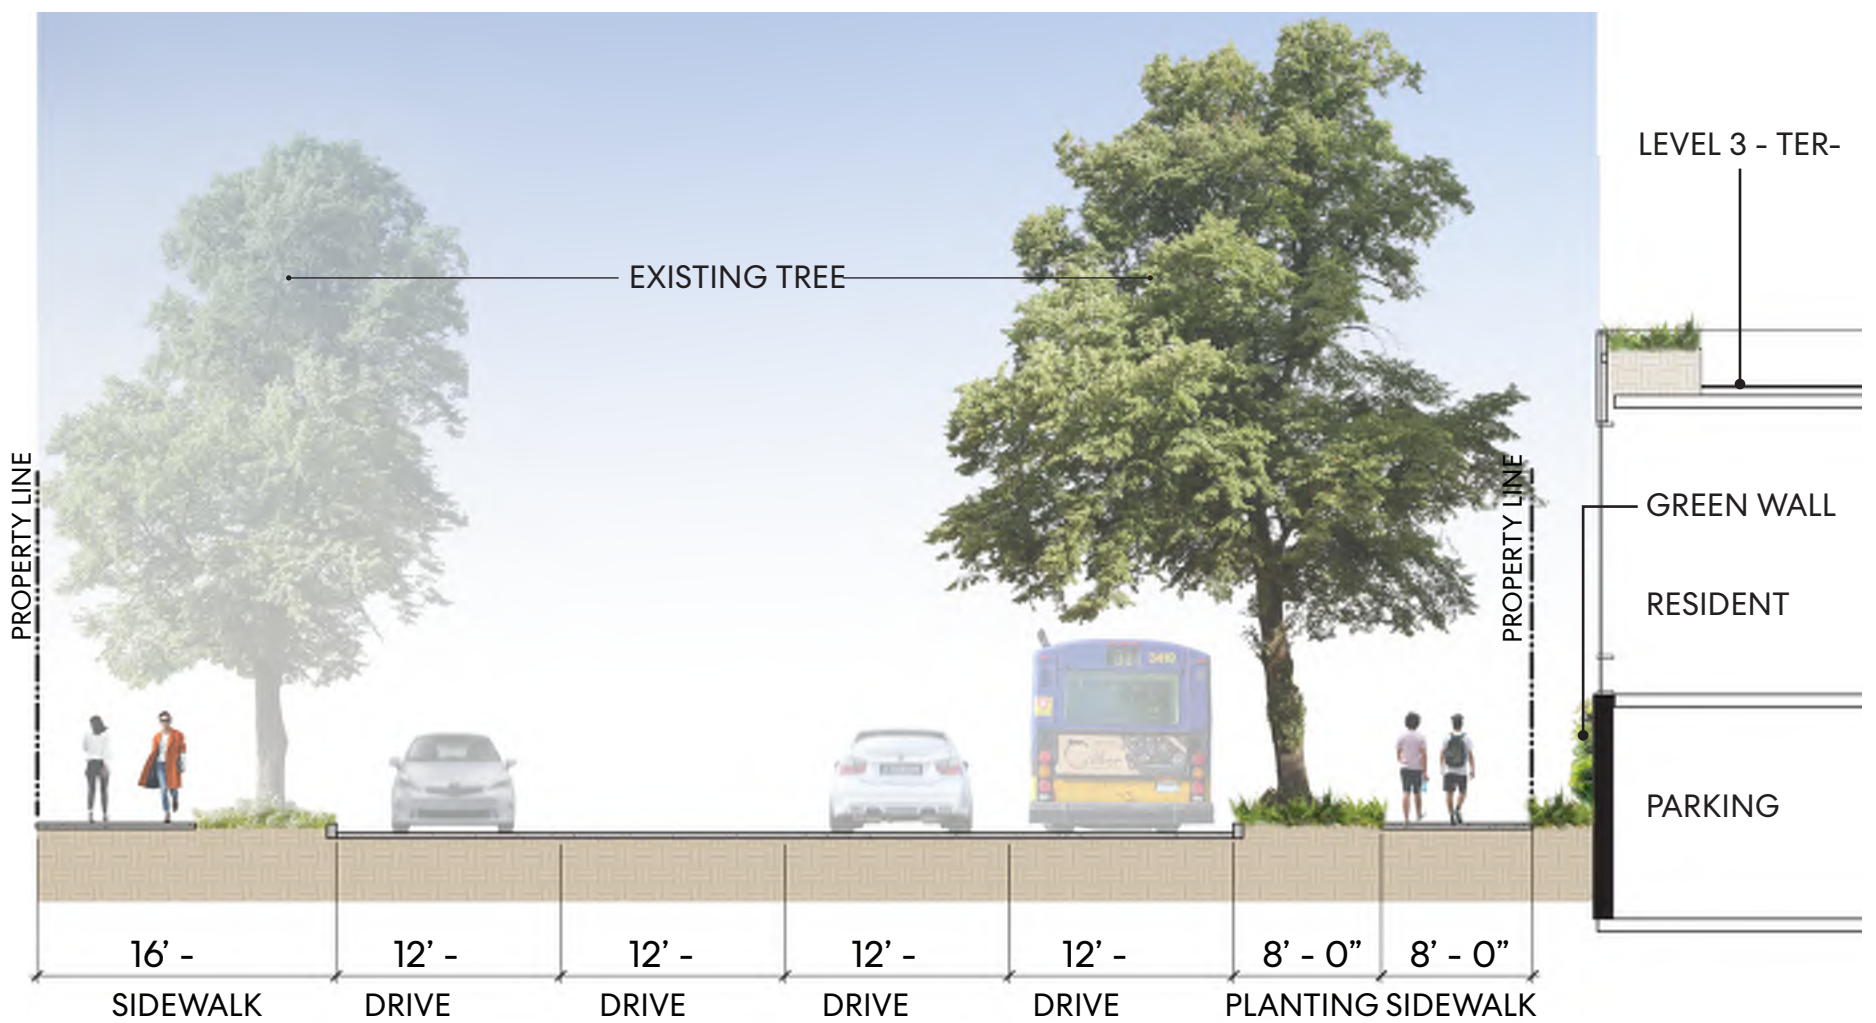 LEVEL 3 - TER-
EXISTING TREE
PROPERTY LINE
PROPERTY LINE
GREEN WALL
RESIDENT
3410
PARKING
16’ -
12’ -
12’ -
12’ -
12’ -
8’ - 0”
8’ - 0”
SIDEWALK
DRIVE
DRIVE
DRIVE
DRIVE
PLANTING
SIDEWALK